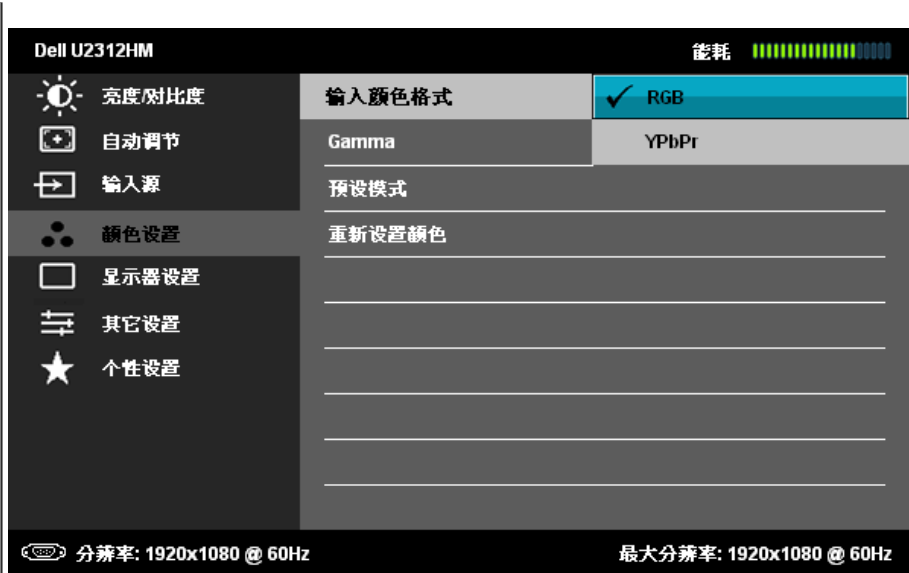 Dell U2312HM 能耗
亮度/对比度
自动调节
输入源
颜色设置
显示器设置
其它设置
个性设置
输入颜色格式
Gamma
预设模式
重新设置颜色
RGB
YPbPr
分辨率: 1920x1080 @ 60Hz 最大分辨率: 1920x1080 @ 60Hz